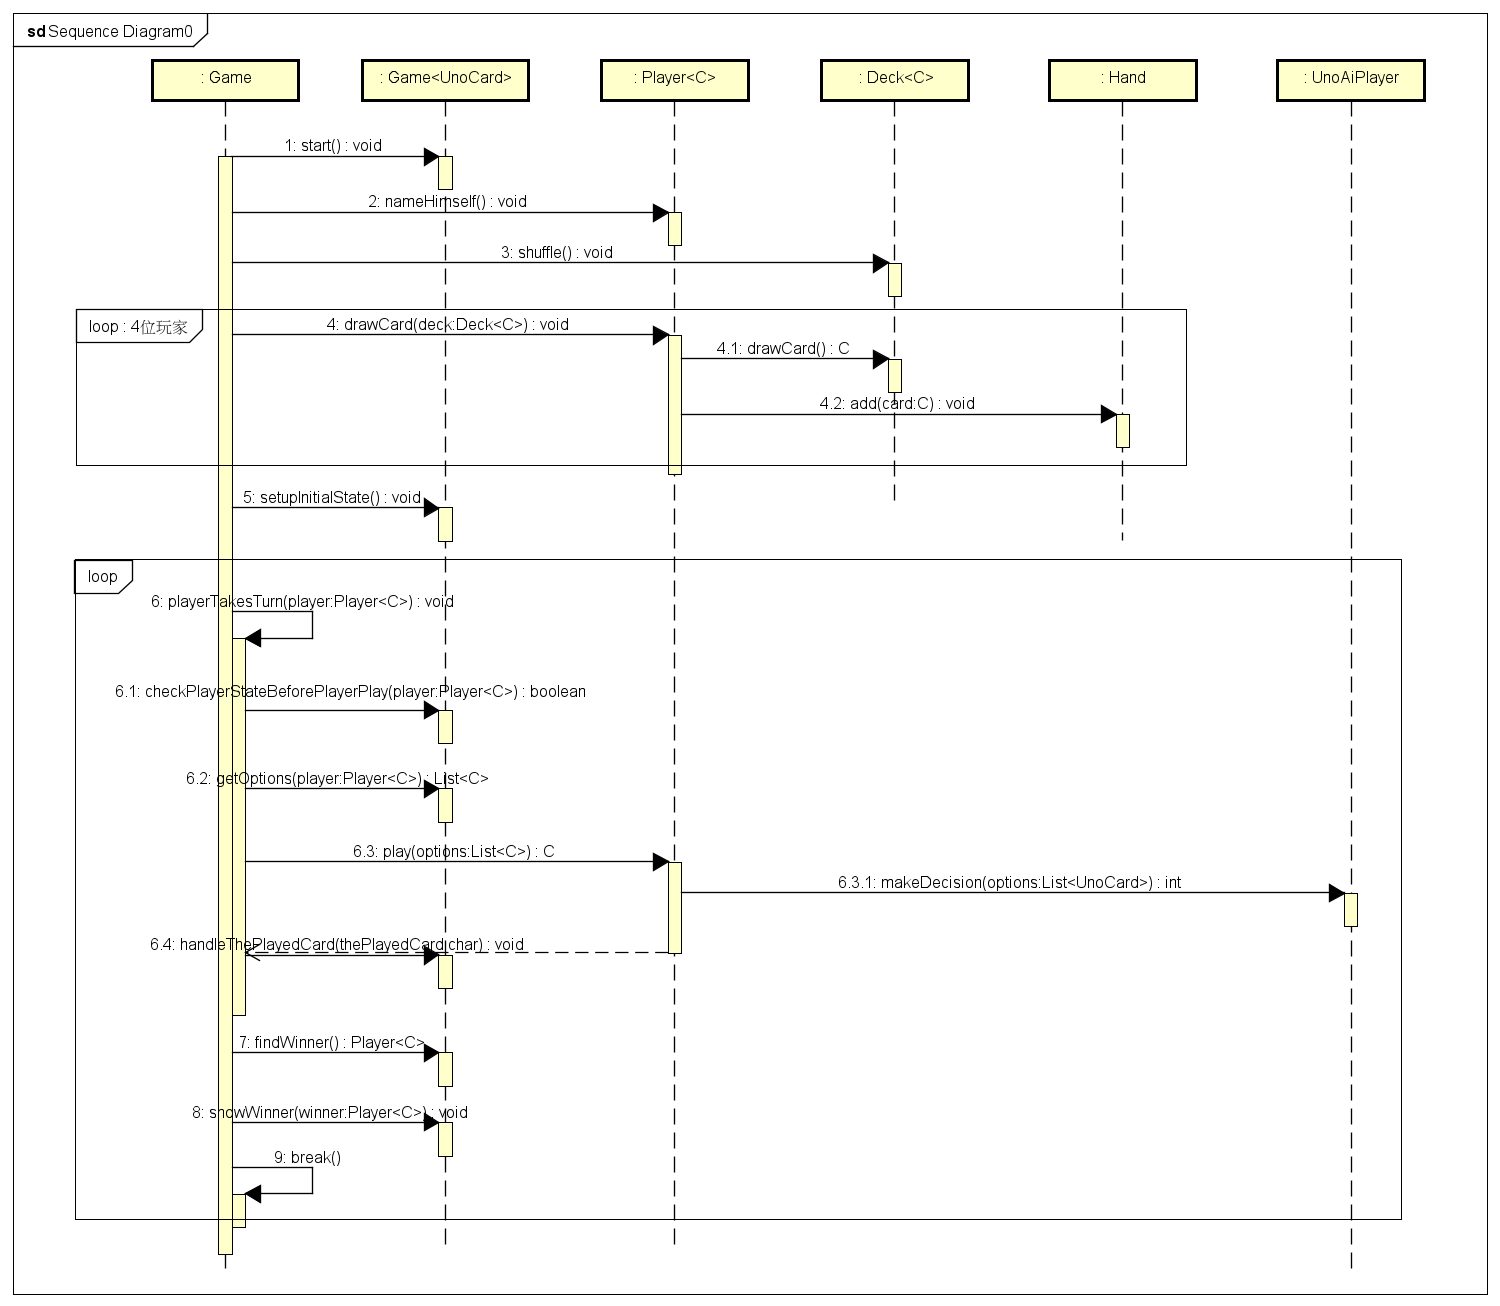 sd Sequence Diagram0
: Game
: Game<UnoCard>
: Player<C>
: Deck<C>
: Hand
: UnoAiPlayer
1: start() : void
2: nameHimself() : void
3: shuffle() : void
loop : 4位玩家
4: drawCard(deck:Deck<C>) : void
4.1: drawCard() : C
4.2: add(card:C) : void
5: setupInitialState() : void
loop
6: playerTakesTurn(player:Player<C>) : void
6.1: checkPlayerStateBeforePlayerPlay(player:Player<C>) : boolean
6.2: getOptions(player:Player<C>) : List<C>
6.3: play(options:List<C>) : C
6.3.1: makeDecision(options:List<UnoCard>) : int
6.4: handleThePlayedCard(thePlayedCard:char) : void
7: findWinner() : Player<C>
8: showWinner(winner:Player<C>) : void
9: break()